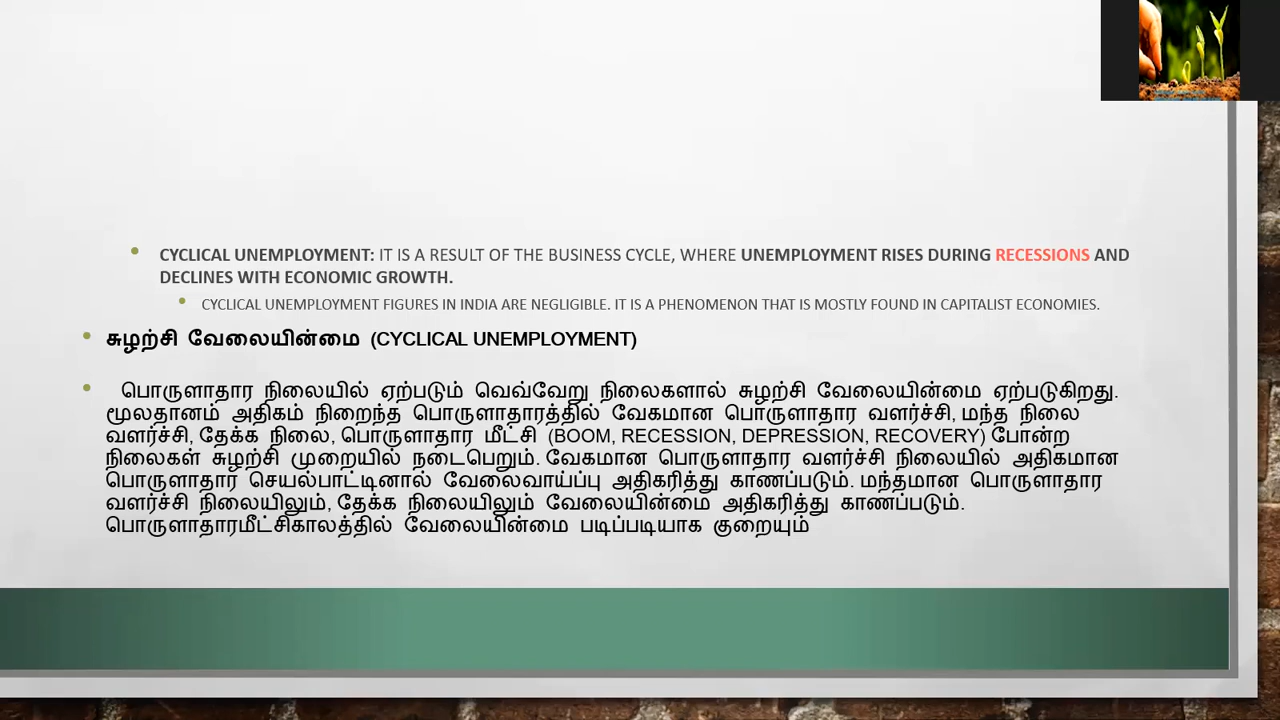 CYCLICAL UNEMPLOYMENT: IT IS A RESULT OF THE BUSINESS CYCLE, WHERE UNEMPLOYMENT RISES DURING RECESSIONS AND
DECLINES WITH ECONOMIC GROWTH.
CYCLICAL UNEMPLOYMENT FIGURES IN INDIA ARE NEGLIGIBLE. IT IS A PHENOMENON THAT IS MOSTLY FOUND IN CAPITALIST ECONOMIES.
சுழற்சி வேலையின்மை (CYCLICAL UNEMPLOYMENT)
பொருளாதார நிலையில் ஏற்படும் வெவ்வேறு நிலைகளால் சுழற்சி வேலையின்மை ஏற்படுகிறது.
மூலதானம் அதிகம் நிறைந்த பொருளாதாரத்தில் வேகமான பொருளாதார வளர்ச்சி, மந்த நிலை
வளர்ச்சி, தேக்க நிலை, பொருளாதார மீட்சி (BOOM, RECESSION, DEPRESSION, RECOVERY) போன்ற
நிலைகள் சுழற்சி முறையில் நடைபெறும். வேகமான பொருளாதார வளர்ச்சி நிலையில் அதிகமான
பொருளாதார செயல்பாட்டினால் வேலைவாய்ப்பு அதிகரித்து காணப்படும். மந்தமான பொருளாதார
வளர்ச்சி நிலையிலும், தேக்க நிலையிலும் வேலையின்மை அதிகரித்து காணப்படும்.
பொருளாதாரமீட்சிகாலத்தில் வேலையின்மை படிப்படியாக குறையும்